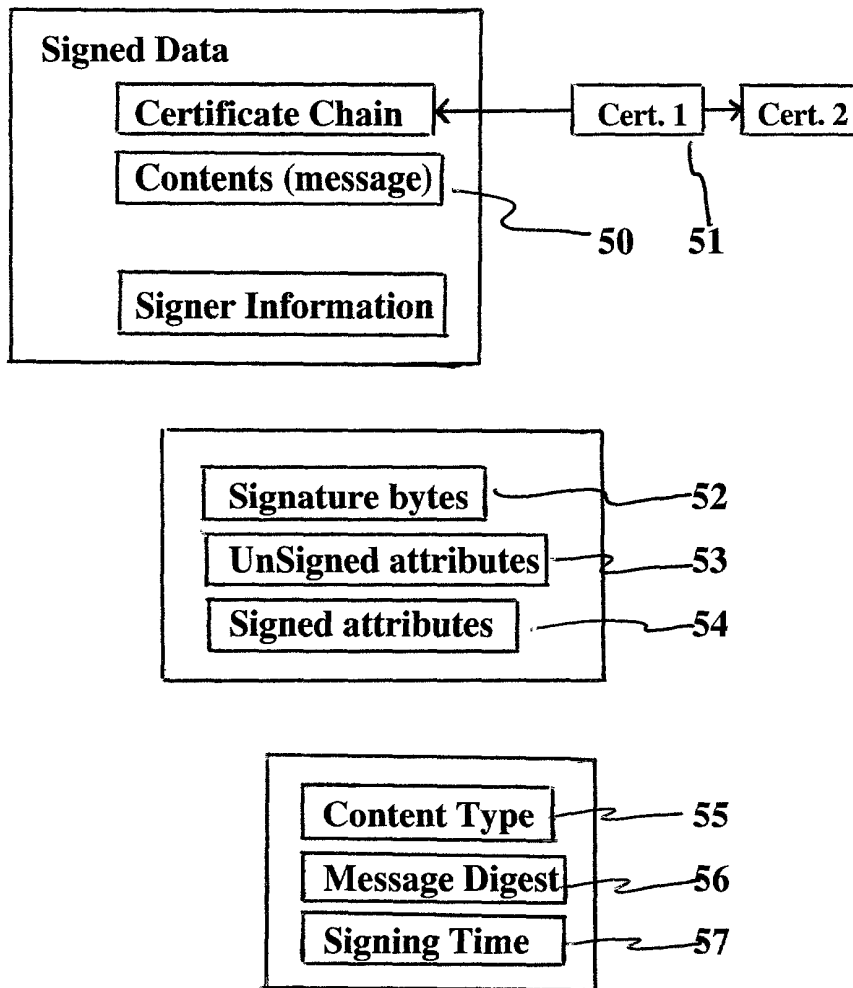 Signed Data
Certificate Chain
Cert. 1
Cert. 2
Contents (message)
50
51
Signer Information
Signature bytes
52
UnSigned attributes
53
Signed attributes
54
Content Type
55
Message Digest
56
Signing Time
57